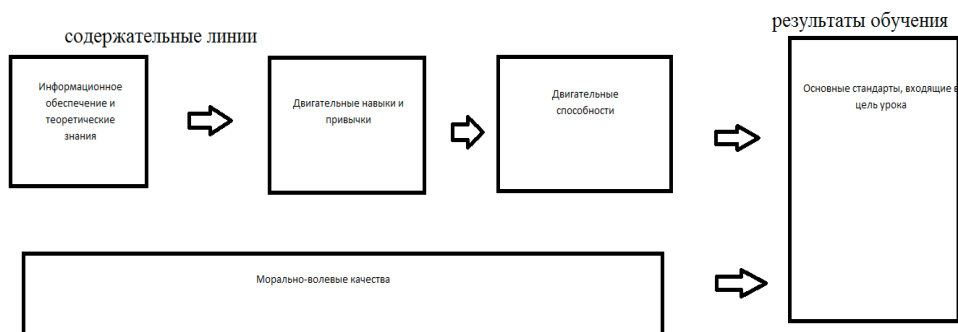 содержательные линии
результаты обучения
Информационное
обеспечение и
теоретические
знания
Двигательные навыки и
привычки
Двигательные
способности
Основные стандарты, входящие в
цель урока
Морально-волевые качества